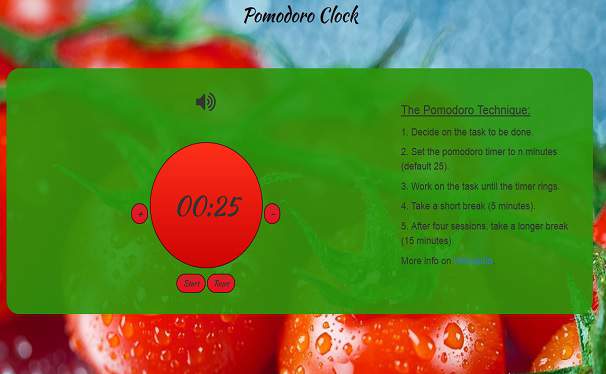 Pomodoro Clock
The Pomodoro Technique:
1. Decide on the task to be done.
2. Set the pomodoro timer to n minutes
(default 25).
3. Work on the task until the timer rings.
4. Take a short break (5 minutes).
5. After four sessions, take a longer break
(15 minutes)
More info on
+
00:25
-
Start